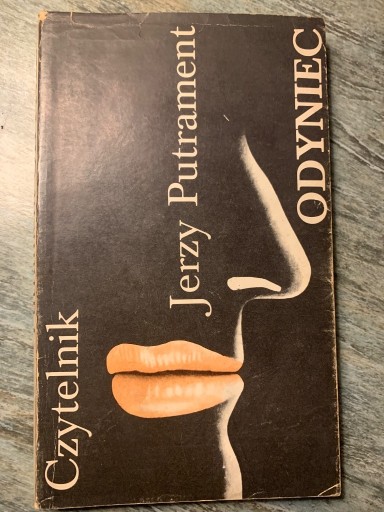 Czytelnik
Jerzy Putrament
ODYNIEC